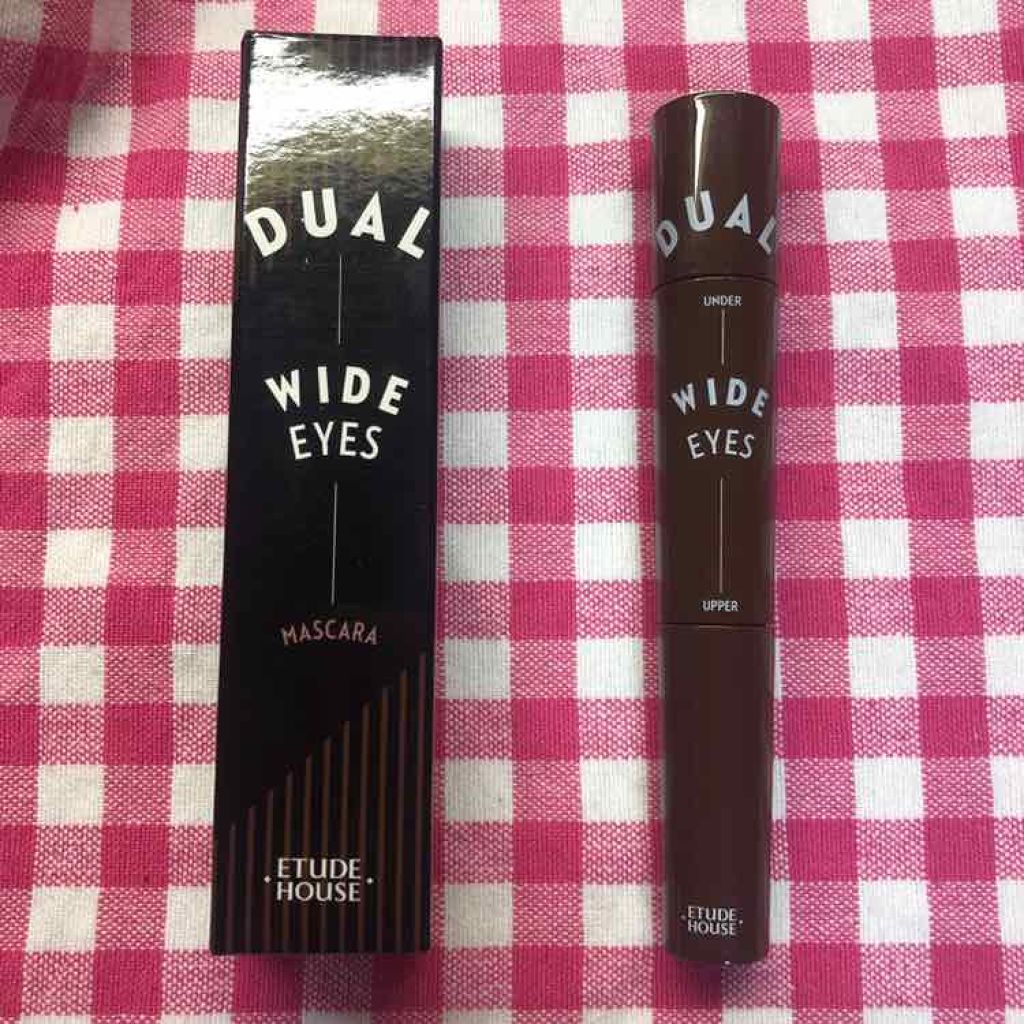 DUAL
WIDE
EYES
MASCARA
ETUDE
HOUSE
DUAL
UNDER
WIDE
EYES
UPPER
ETUDE
HOUSE